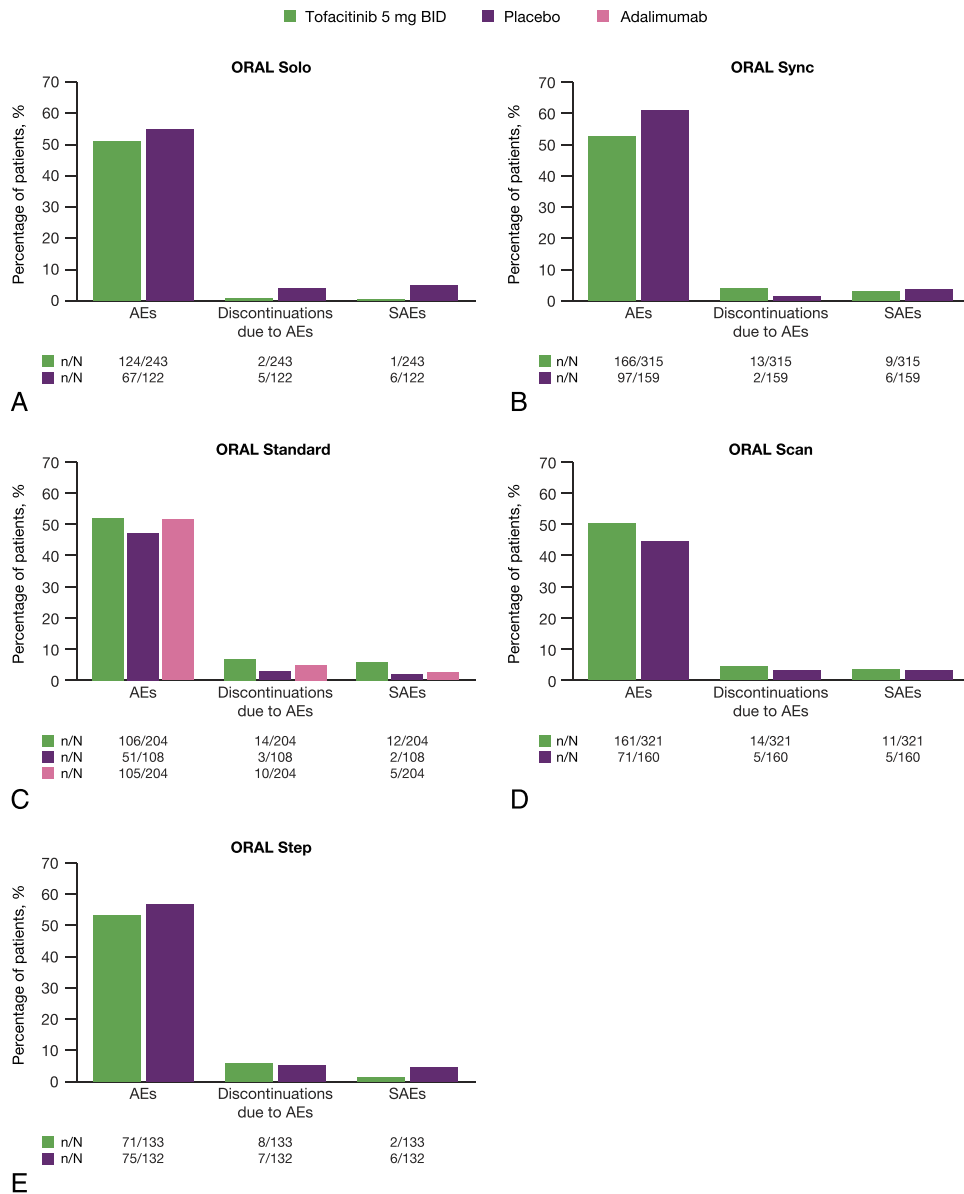 Tofacitinib 5 mg BID Placebo Adalimumab
ORAL Solo
Percentage of patients, %
70
60
50
40
30
20
10
0
AEs Discontinuations due to AEs SAEs
n/N 124/243 2/243 1/243
n/N 67/122 5/122 6/122
A
ORAL Sync
Percentage of patients, %
70
60
50
40
30
20
10
0
AEs Discontinuations due to AEs SAEs
n/N 166/315 13/315 9/315
n/N 97/159 2/159 6/159
B
ORAL Standard
Percentage of patients, %
70
60
50
40
30
20
10
0
AEs Discontinuations due to AEs SAEs
n/N 106/204 14/204 12/204
n/N 51/108 3/108 2/108
n/N 105/204 10/204 5/204
C
ORAL Scan
Percentage of patients, %
70
60
50
40
30
20
10
0
AEs Discontinuations due to AEs SAEs
n/N 161/321 14/321 11/321
n/N 71/160 5/160 5/160
D
ORAL Step
Percentage of patients, %
70
60
50
40
30
20
10
0
AEs Discontinuations due to AEs SAEs
n/N 71/133 8/133 2/133
n/N 75/132 7/132 6/132
E